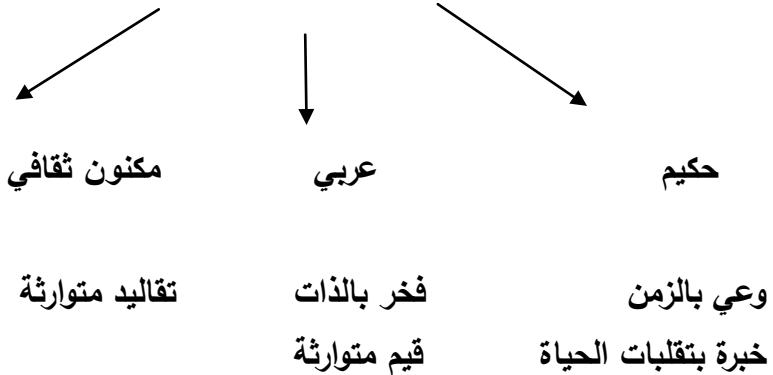 حكيم عربي مكنون ثقافي
وعي بالزمن فخر بالذات تقاليد متوارثة
خبرة بتقلبات الحياة قيم متوارثة